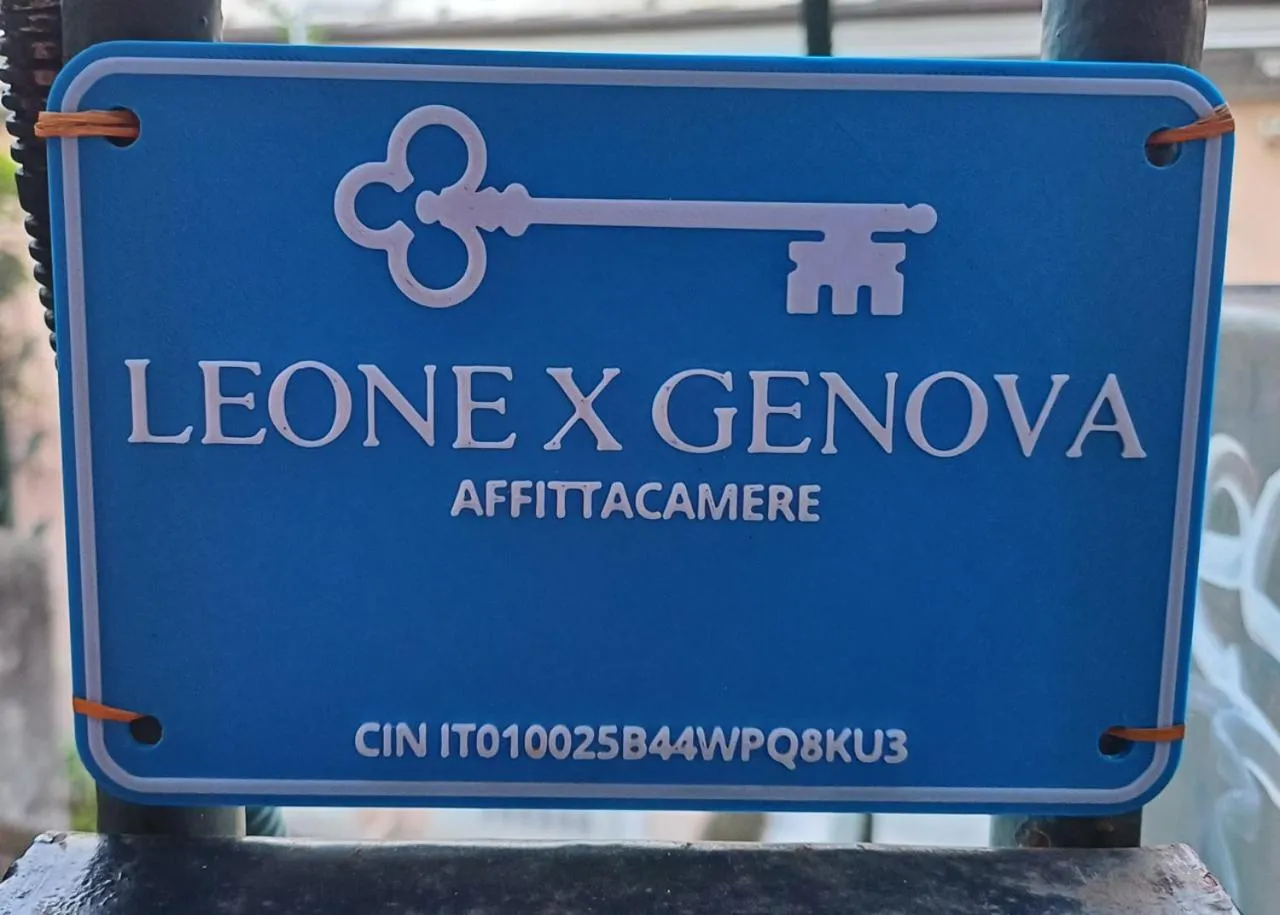 LEONE X GENOVA
AFFITTACAMERE
CIN IT010025B44WPQ8KU3